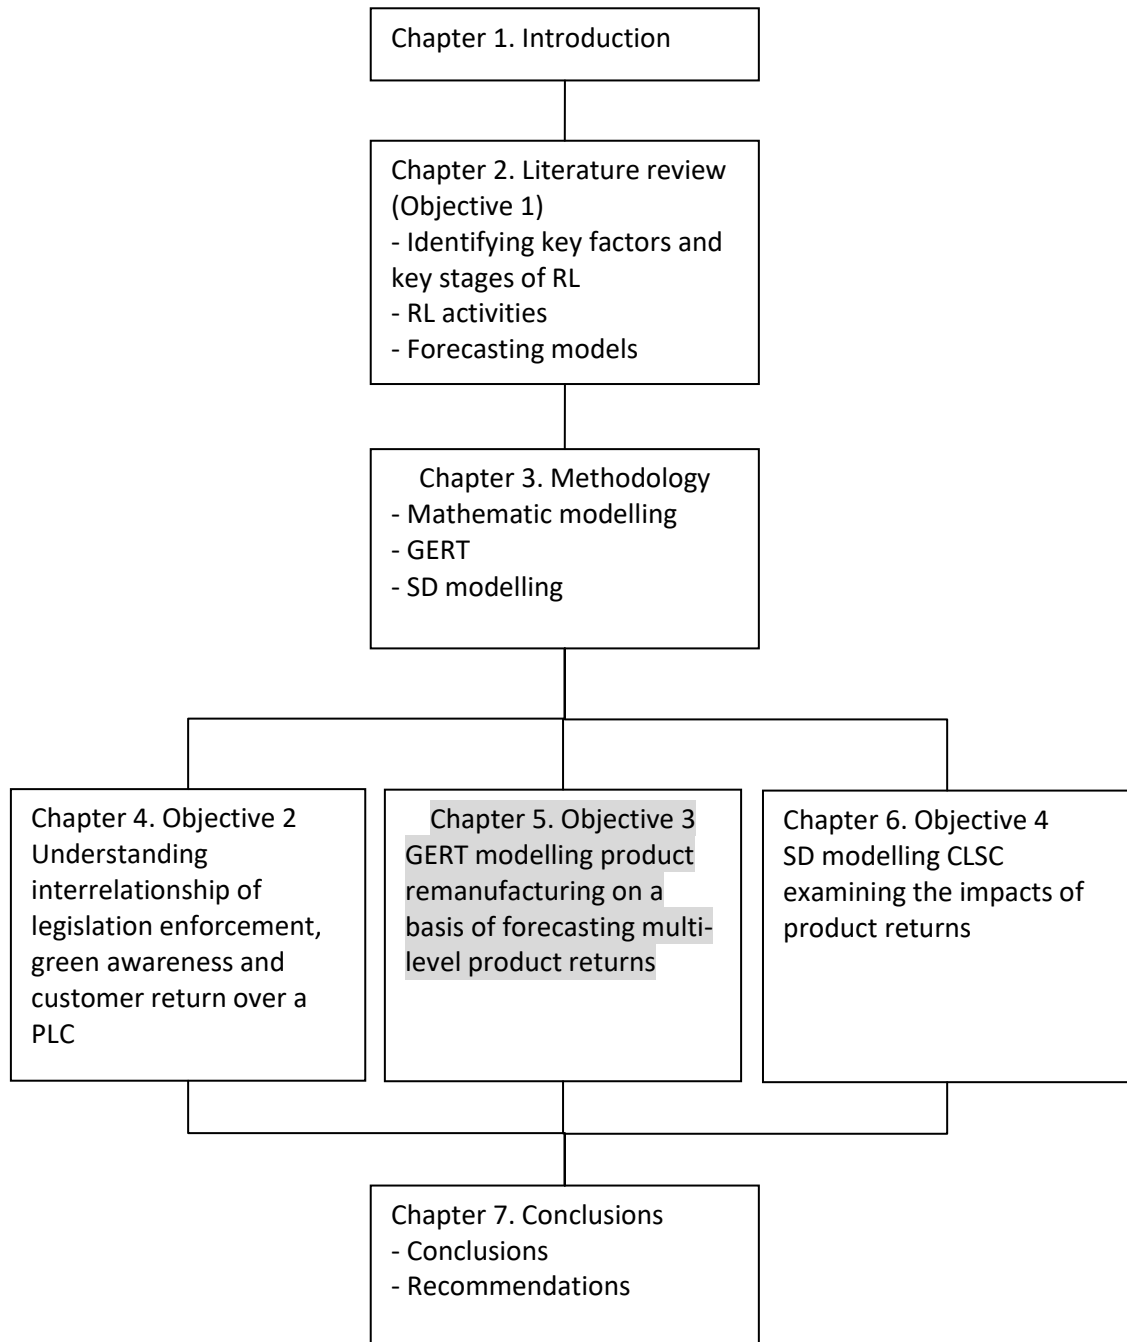 Chapter 1. Introduction
Chapter 2. Literature review
(Objective 1)
- Identifying key factors and
key stages of RL
- RL activities
- Forecasting models
Chapter 3. Methodology
- Mathematic modelling
- GERT
- SD modelling
Chapter 4. Objective 2
Understanding
interrelationship of
legislation enforcement,
green awareness and
customer return over a
PLC
Chapter 5. Objective 3
GERT modelling product
remanufacturing on a
basis of forecasting multi-
level product returns
Chapter 6. Objective 4
SD modelling CLSC
examining the impacts of
product returns
Chapter 7. Conclusions
- Conclusions
- Recommendations